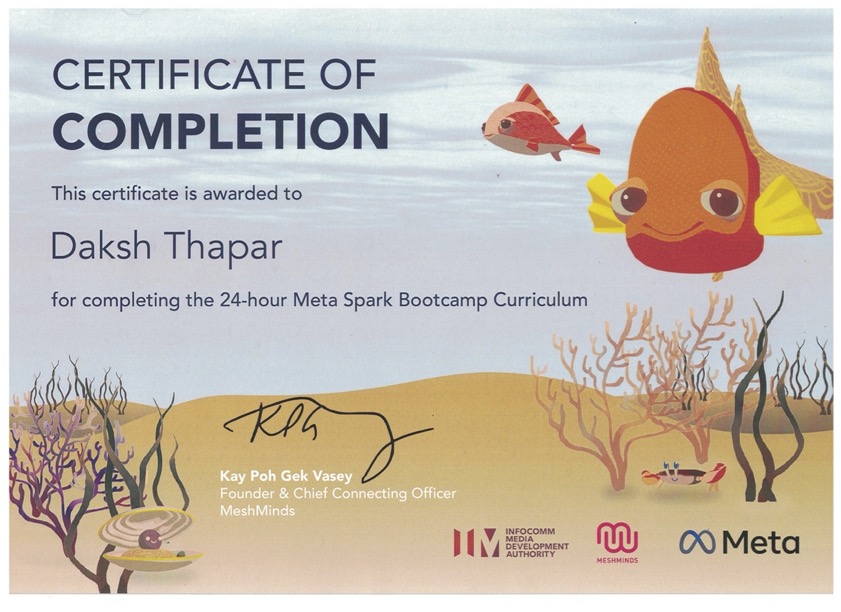 CERTIFICATE OF
COMPLETION
This certificate is awarded to
Daksh Thapar
for completing the 24-hour Meta Spark Bootcamp Curriculum
Kay Poh Gek Vasey
Founder & Chief Connecting Officer
MeshMinds
INFOCOMM
MEDIA
DEVELOPMENT
AUTHORITY
MESHMINDS
Meta